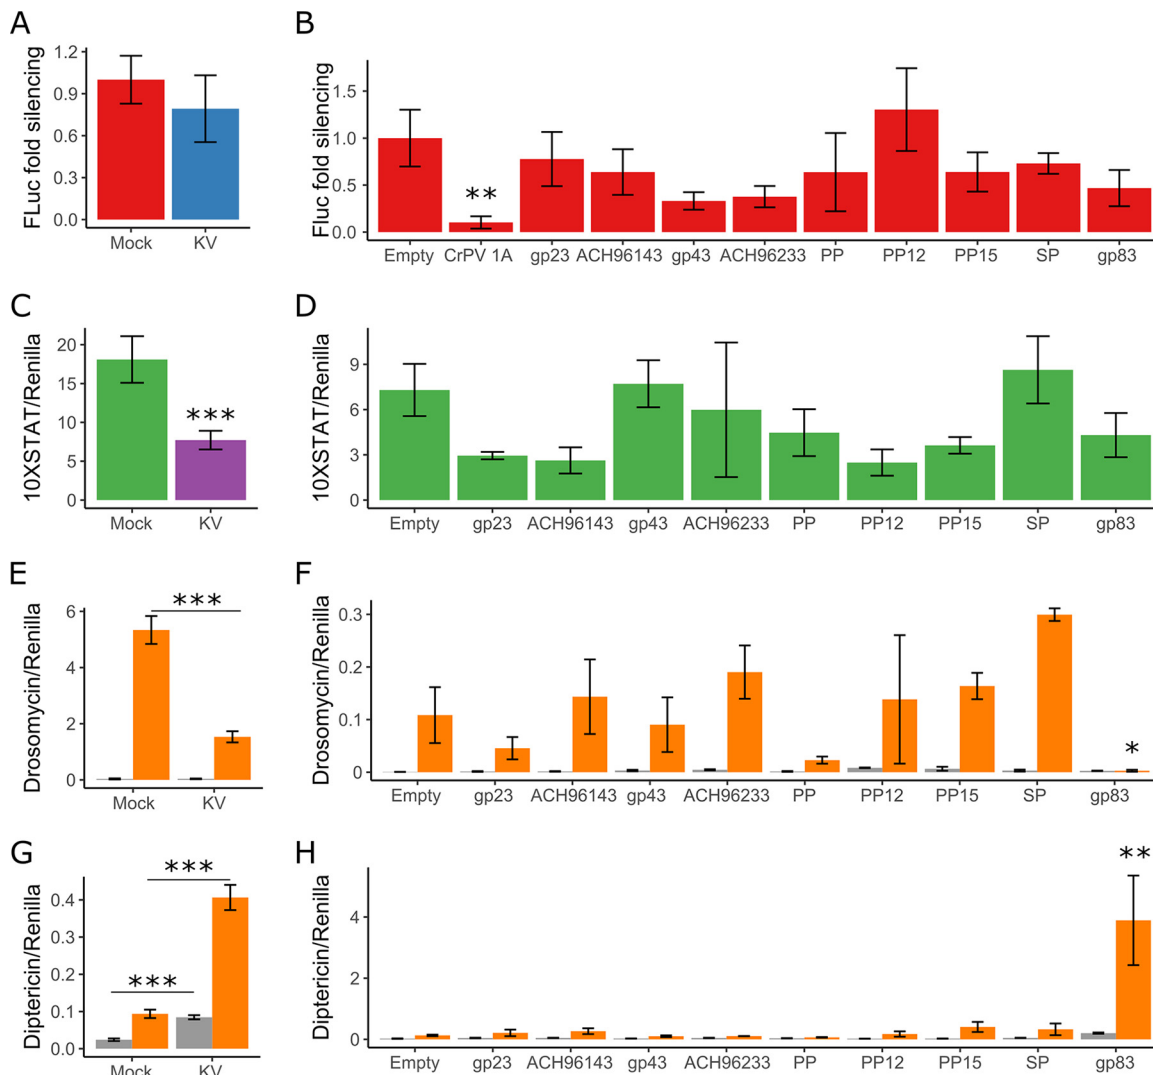 A
FLuc fold silencing
1.2
0.9
0.6
0.3
0.0
Mock KV
B
Fluc fold silencing
1.5
1.0
0.5
0.0
**
Empty CrPV 1A gp23 ACH96143 gp43 ACH96233 PP PP12 PP15 SP gp83
C
10XSTAT/Renilla
20
15
10
5
0
***
Mock KV
D
10XSTAT/Renilla
9
6
3
0
Empty gp23 ACH96143 gp43 ACH96233 PP PP12 PP15 SP gp83
E
Drosomycin/Renilla
6
4
2
0
***
Mock KV
F
Drosomycin/Renilla
0.3
0.2
0.1
0
*
Empty gp23 ACH96143 gp43 ACH96233 PP PP12 PP15 SP gp83
G
Diptericin/Renilla
0.4
0.3
0.2
0.1
0.0
***
***
Mock KV
H
Diptericin/Renilla
4
2
0
**
Empty gp23 ACH96143 gp43 ACH96233 PP PP12 PP15 SP gp83